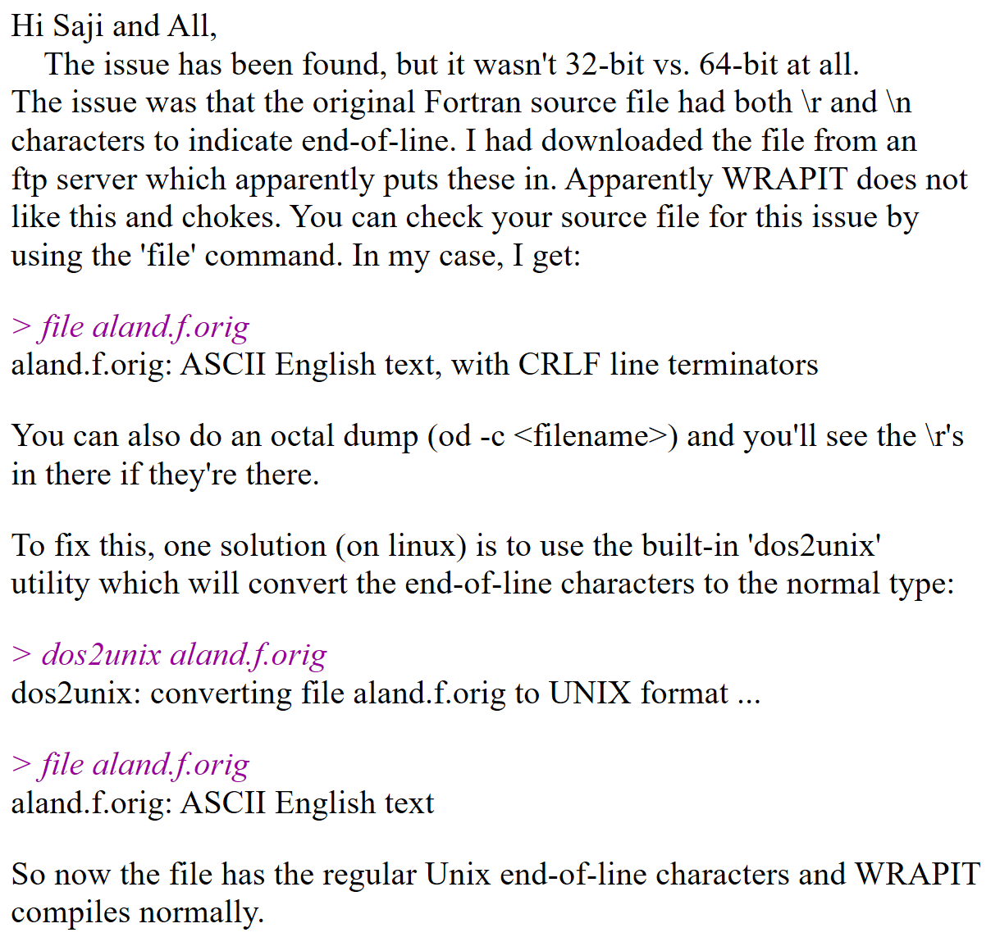 Hi Saji and All,
The issue has been found, but it wasn't 32-bit vs. 64-bit at all.
The issue was that the original Fortran source file had both \r and \n
characters to indicate end-of-line. I had downloaded the file from an
ftp server which apparently puts these in. Apparently WRAPIT does not
like this and chokes. You can check your source file for this issue by
using the 'file' command. In my case, I get:
> file aland.f.orig
aland.f.orig: ASCII English text, with CRLF line terminators
You can also do an octal dump (od -c <filename>) and you'll see the \r's
in there if they're there.
To fix this, one solution (on linux) is to use the built-in 'dos2unix'
utility which will convert the end-of-line characters to the normal type:
> dos2unix aland.f.orig
dos2unix: converting file aland.f.orig to UNIX format ...
> file aland.f.orig
aland.f.orig: ASCII English text
So now the file has the regular Unix end-of-line characters and WRAPIT
compiles normally.